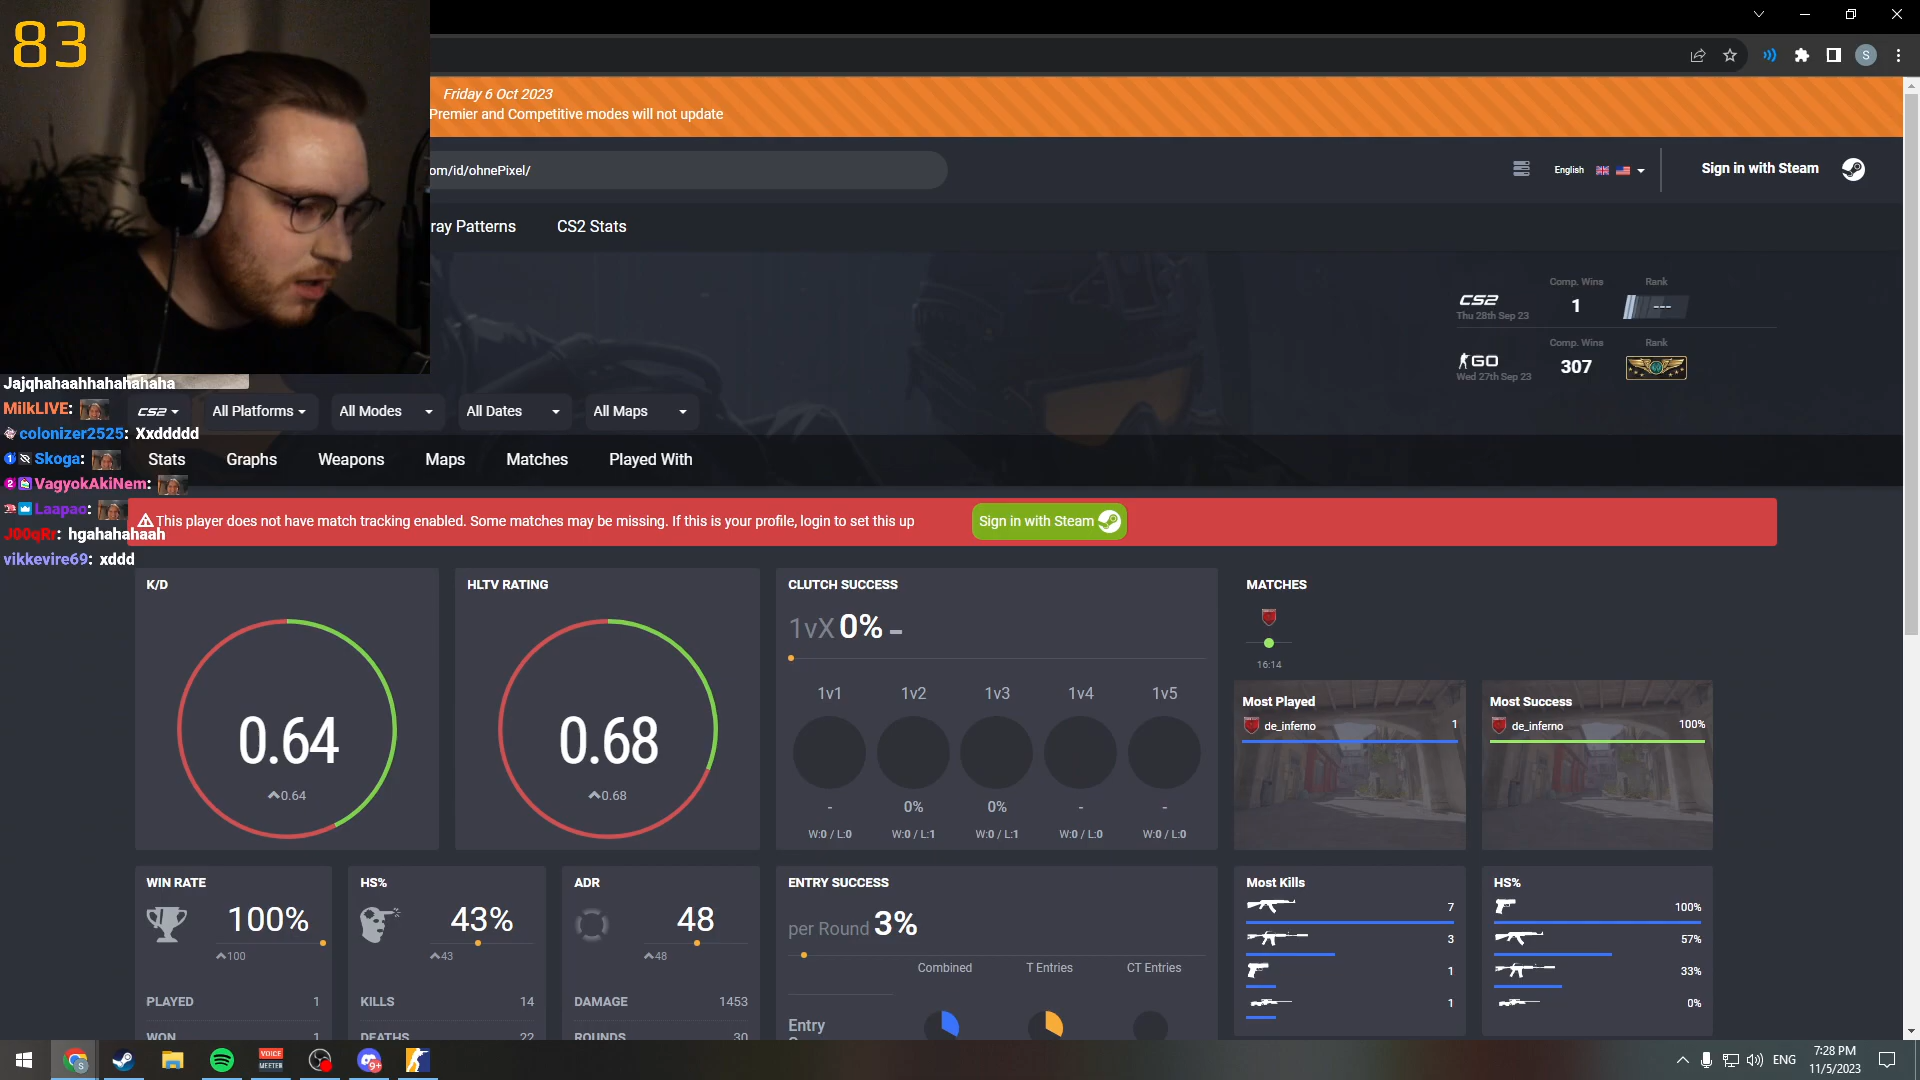 83
Friday 6 Oct 2023
Premier and Competitive modes will not update
om/id/ohnePixel/
English
Sign in with Steam
ray Patterns
CS2 Stats
Comp. Wins
Rank
CS2
Thu 28th Sep 23
1
---
Comp. Wins
Rank
GO
Wed 27th Sep 23
307
Jajqhahaahhahahahaha
MiilkLIVE:
colonizer2525: Xxddddd
Skoga:
VagyokAkiNem:
Laapao:
J00qRr: hgahahahaah
vikkevire69: xddd
CS2
All Platforms
All Modes
All Dates
All Maps
Stats
Graphs
Weapons
Maps
Matches
Played With
This player does not have match tracking enabled. Some matches may be missing. If this is your profile, login to set this up
Sign in with Steam
K/D
0.64
0.64
HLTV RATING
0.68
0.68
CLUTCH SUCCESS
1vX 0% -
1v1
1v2
1v3
1v4
1v5
-
0%
0%
-
-
W:0 / L:0
W:0 / L:1
W:0 / L:1
W:0 / L:0
W:0 / L:0
MATCHES
16:14
Most Played
de_inferno
1
Most Success
de_inferno
100%
WIN RATE
100%
100
PLAYED 1
WON 1
HS%
43%
43
KILLS 14
DEATHS 22
ADR
48
48
DAMAGE 1453
ROUNDS 30
ENTRY SUCCESS
per Round 3%
Combined
T Entries
CT Entries
Entry
Most Kills
7
3
1
1
HS%
100%
57%
33%
0%
VOICE
MEETER
9+
S
ENG
7:28 PM
11/5/2023